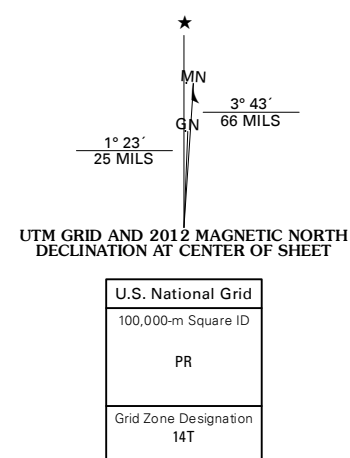 ★
MN
3° 43´
66 MILS
GN
1° 23´
25 MILS
UTM GRID AND 2012 MAGNETIC NORTH
DECLINATION AT CENTER OF SHEET
U.S. National Grid
100,000-m Square ID
PR
Grid Zone Designation
14T